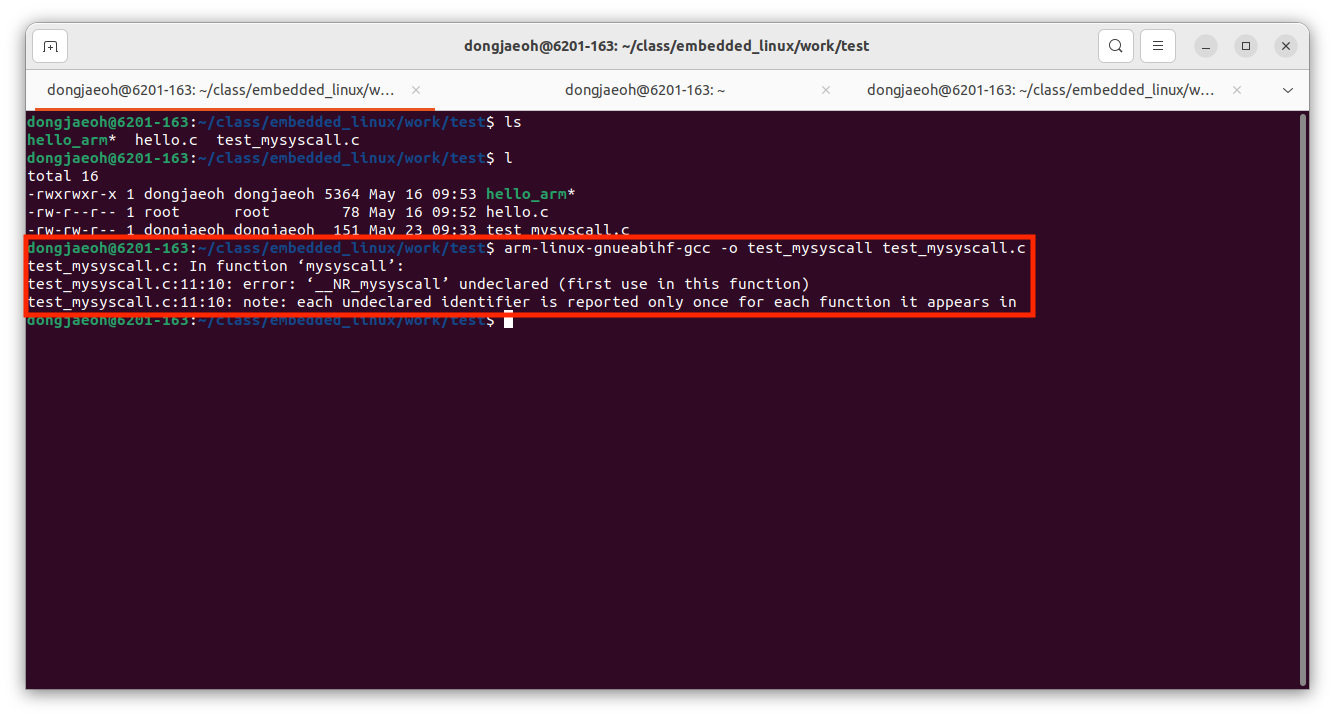 dongjaeoh@6201-163: ~/class/embedded_linux/work/test
dongjaeoh@6201-163: ~/class/embedded_linux/w...
dongjaeoh@6201-163: ~
dongjaeoh@6201-163: ~/class/embedded_linux/w...
dongjaeoh@6201-163:~/class/embedded_linux/work/test$ ls
hello_arm*  hello.c  test_mysyscall.c
dongjaeoh@6201-163:~/class/embedded_linux/work/test$ l
total 16
-rwxrwxr-x 1 dongjaeoh dongjaeoh 5364 May 16 09:53 hello_arm*
-rw-r--r-- 1 root      root        78 May 16 09:52 hello.c
-rw-rw-r-- 1 dongjaeoh dongjaeoh  151 May 23 09:33 test_mysyscall.c
dongjaeoh@6201-163:~/class/embedded_linux/work/test$ arm-linux-gnueabihf-gcc -o test_mysyscall test_mysyscall.c
test_mysyscall.c: In function ‘mysyscall’:
test_mysyscall.c:11:10: error: ‘__NR_mysyscall’ undeclared (first use in this function)
test_mysyscall.c:11:10: note: each undeclared identifier is reported only once for each function it appears in
dongjaeoh@6201-163:~/class/embedded_linux/work/test$